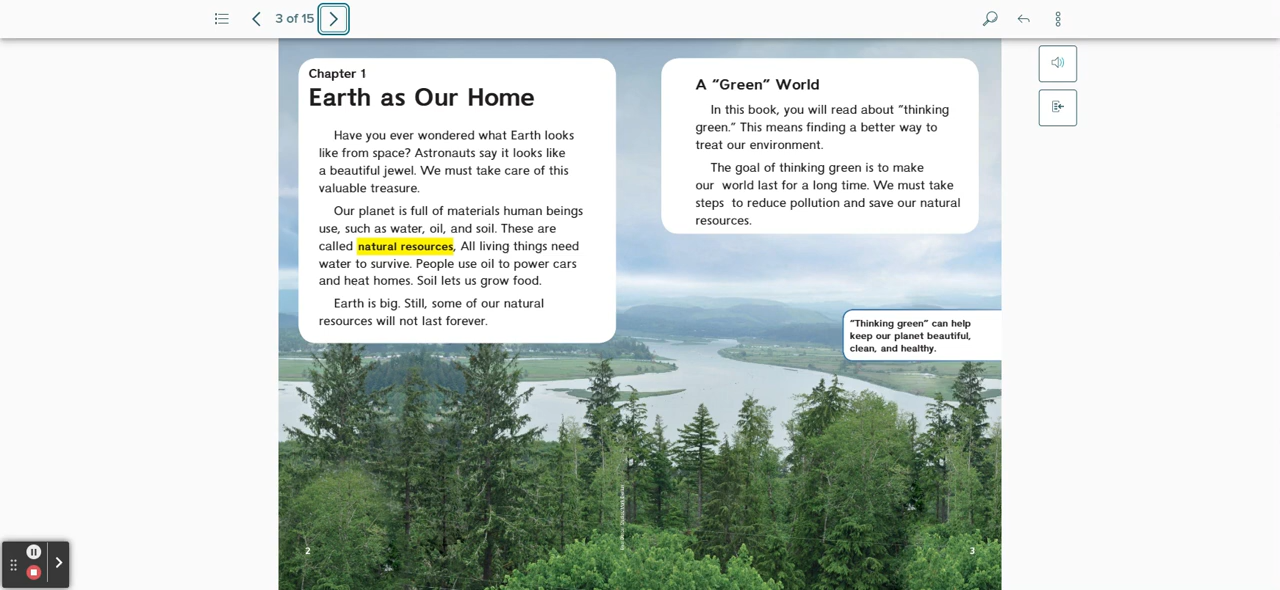 3 of 15
Chapter 1
Earth as Our Home
Have you ever wondered what Earth looks
like from space? Astronauts say it looks like
a beautiful jewel. We must take care of this
valuable treasure.
Our planet is full of materials human beings
use, such as water, oil, and soil. These are
called natural resources. All living things need
water to survive. People use oil to power cars
and heat homes. Soil lets us grow food.
Earth is big. Still, some of our natural
resources will not last forever.
2
A “Green” World
In this book, you will read about “thinking
green.” This means finding a better way to
treat our environment.
The goal of thinking green is to make
our world last for a long time. We must take
steps to reduce pollution and save our natural
resources.
“Thinking green” can help
keep our planet beautiful,
clean, and healthy.
3